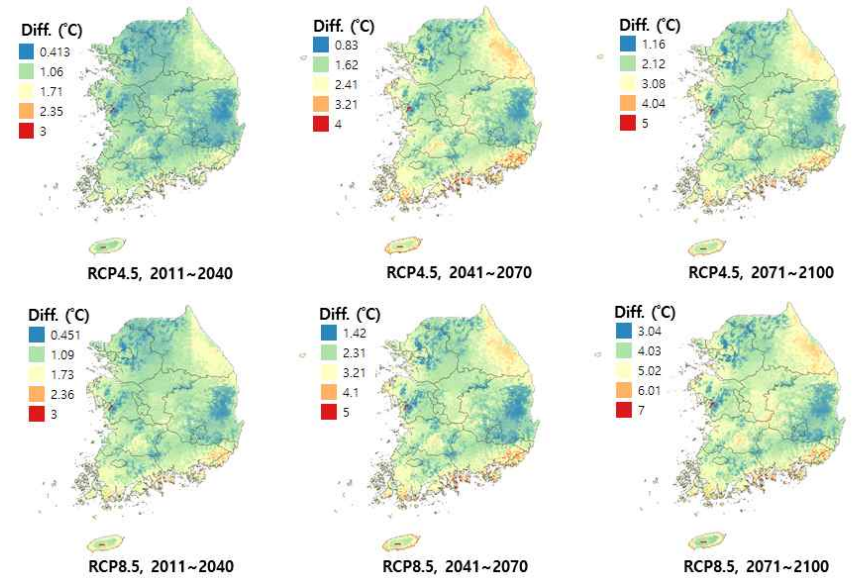 Diff. (℃)
0.413
1.06
1.71
2.35
3
RCP4.5, 2011~2040
Diff. (℃)
0.83
1.62
2.41
3.21
4
RCP4.5, 2041~2070
Diff. (℃)
1.16
2.12
3.08
4.04
5
RCP4.5, 2071~2100
Diff. (℃)
0.451
1.09
1.73
2.36
3
RCP8.5, 2011~2040
Diff. (℃)
1.42
2.31
3.21
4.1
5
RCP8.5, 2041~2070
Diff. (℃)
3.04
4.03
5.02
6.01
7
RCP8.5, 2071~2100